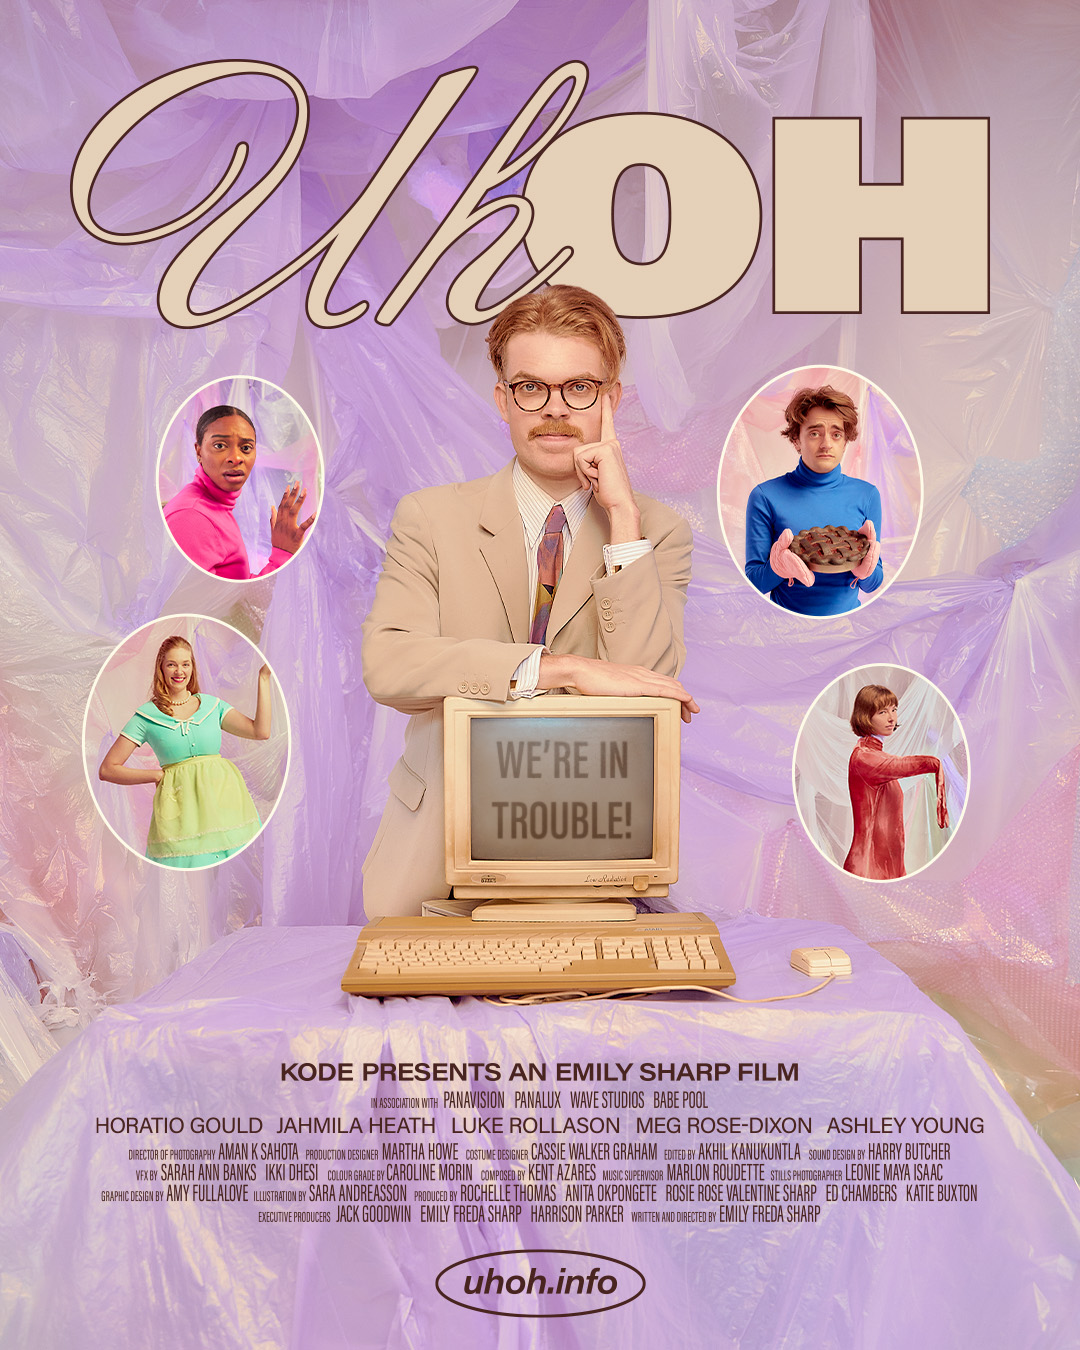 Uh OH
WE'RE IN
TROUBLE!
Low Radiation
KODE PRESENTS AN EMILY SHARP FILM
IN ASSOCIATION WITH PANAVISION PANALUX WAVE STUDIOS BABE POOL
HORATIO GOULD JAHMILA HEATH LUKE ROLLASON MEG ROSE-DIXON ASHLEY YOUNG
DIRECTOR OF PHOTOGRAPHY AMAN K SAHOTA PRODUCTION DESIGNER MARTHA HOWE COSTUME DESIGNER CASSIE WALKER GRAHAM EDITED BY AKHIL KANUKUNTLA SOUND DESIGN BY HARRY BUTCHER
VFX BY SARAH ANN BANKS IKKI DHESI COLOUR GRADE BY CAROLINE MORIN COMPOSED BY KENT AZARES MUSIC SUPERVISOR MARLON ROUDETTE STILLS PHOTOGRAPHER LEONIE MAYA ISAAC
GRAPHIC DESIGN BY AMY FULLALOVE ILLUSTRATION BY SARA ANDREASSON PRODUCED BY ROCHELLE THOMAS ANITA OKPONGETE ROSIE ROSE VALENTINE SHARP ED CHAMBERS KATIE BUXTON
EXECUTIVE PRODUCERS JACK GOODWIN EMILY FREDA SHARP HARRISON PARKER WRITTEN AND DIRECTED BY EMILY FREDA SHARP
uhoh.info